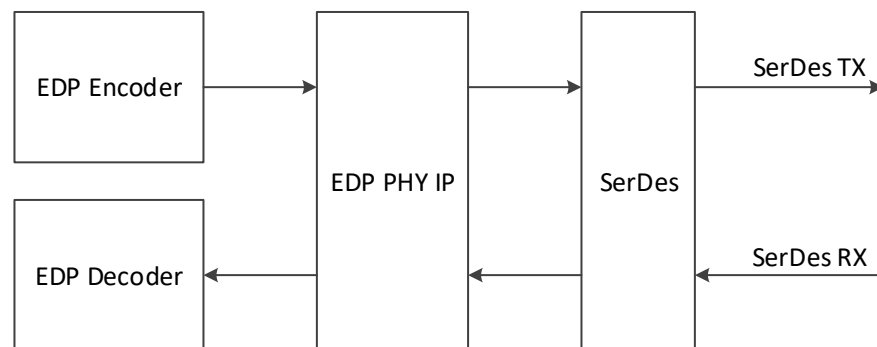 EDP Encoder
EDP PHY IP
SerDes
SerDes TX
EDP Decoder
SerDes RX